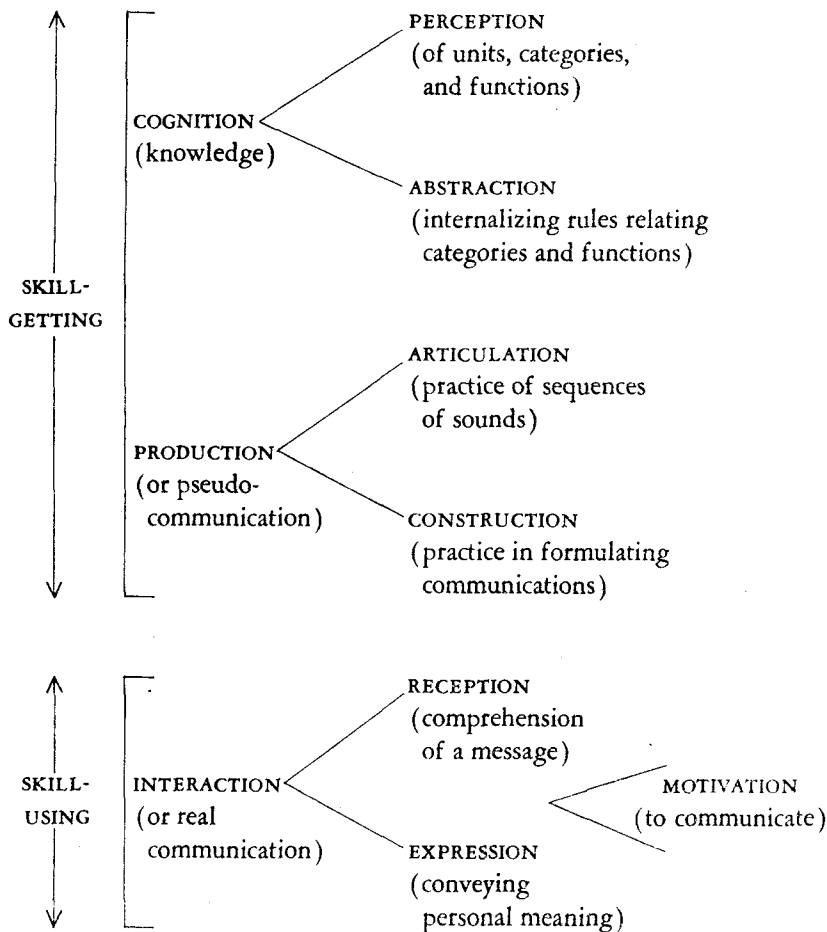 PERCEPTION
(of units, categories,
and functions)
COGNITION
(knowledge)
ABSTRACTION
(internalizing rules relating
categories and functions)
SKILL-
GETTING
ARTICULATION
(practice of sequences
of sounds)
PRODUCTION
(or pseudo-
communication)
CONSTRUCTION
(practice in formulating
communications)
RECEPTION
(comprehension
of a message)
SKILL-
USING
INTERACTION
(or real
communication)
MOTIVATION
(to communicate)
EXPRESSION
(conveying
personal meaning)